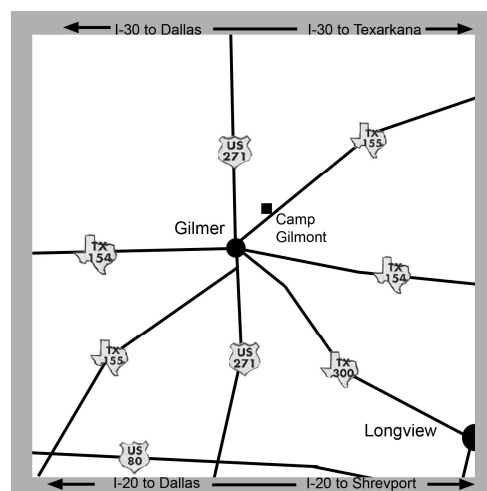 I-30 to Dallas
I-30 to Texarkana
TX
155
US
271
Camp
Gilmont
Gilmer
TX
154
TX
154
TX
155
US
271
TX
300
Longview
US
80
I-20 to Dallas
I-20 to Shrevport